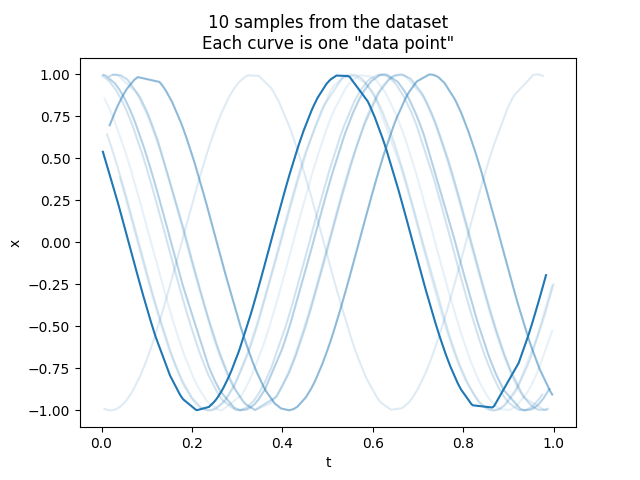 10 samples from the dataset
Each curve is one "data point"
1.00
0.75
0.50
0.25
0.00
−0.25
−0.50
−0.75
−1.00
x
0.0 0.2 0.4 0.6 0.8 1.0
t